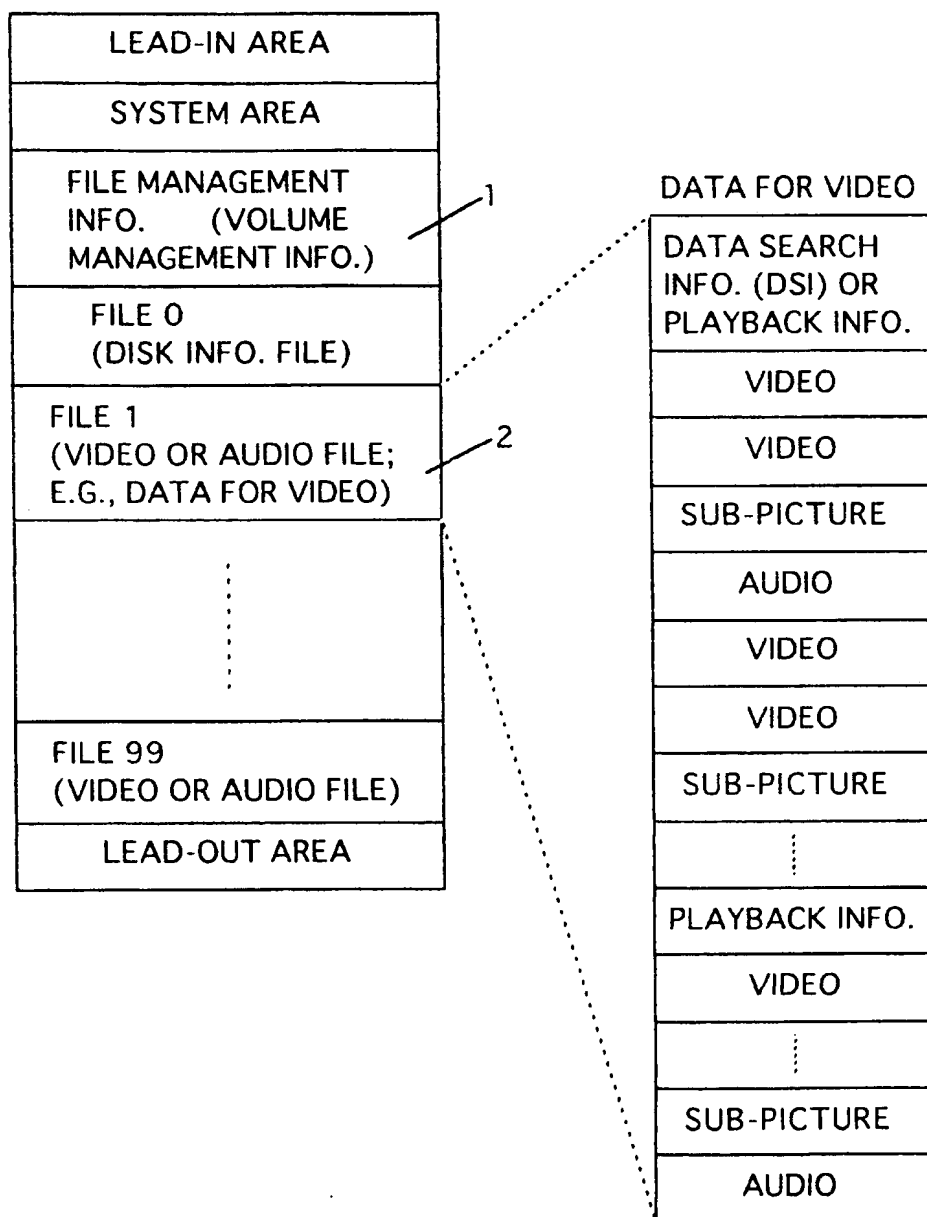 LEAD-IN AREA
SYSTEM AREA
FILE MANAGEMENT
INFO. (VOLUME
MANAGEMENT INFO.)
1
FILE 0
(DISK INFO. FILE)
FILE 1
(VIDEO OR AUDIO FILE;
E.G., DATA FOR VIDEO)
2
FILE 99
(VIDEO OR AUDIO FILE)
LEAD-OUT AREA
DATA FOR VIDEO
DATA SEARCH
INFO. (DSI) OR
PLAYBACK INFO.
VIDEO
VIDEO
SUB-PICTURE
AUDIO
VIDEO
VIDEO
SUB-PICTURE
PLAYBACK INFO.
VIDEO
SUB-PICTURE
AUDIO